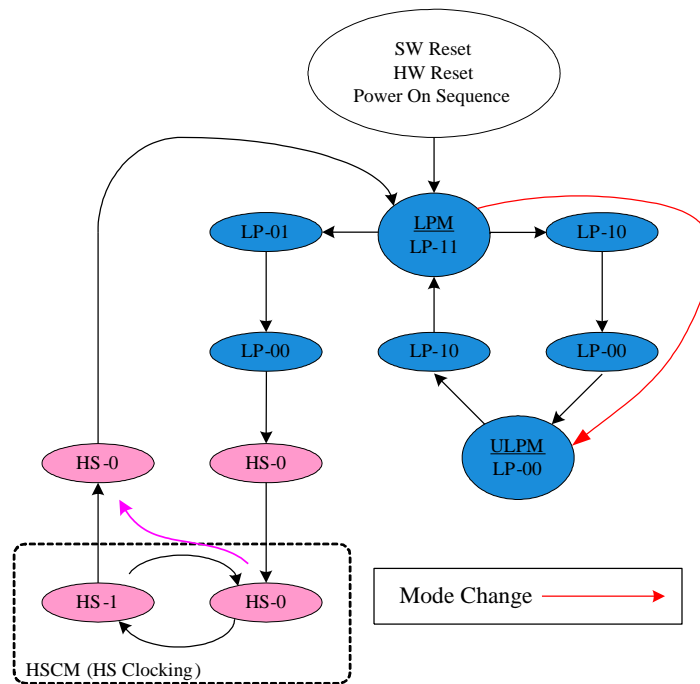 SW Reset
HW Reset
Power On Sequence
LPM
LP-11
LP-01
LP-10
LP-00
LP-10
LP-00
ULPM
LP-00
HS-0
HS-0
HS-1
HS-0
HSCM (HS Clocking)
Mode Change